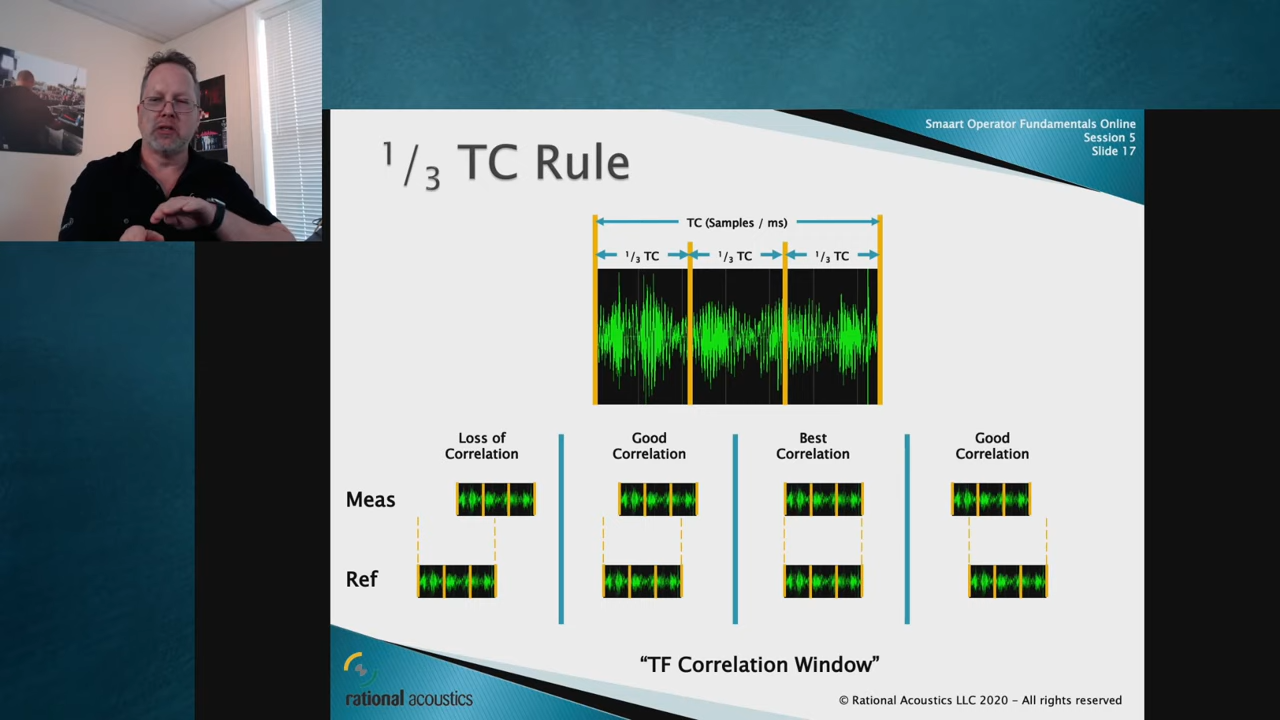 Smaart Operator Fundamentals Online
Session 5
Slide 17
1/3 TC Rule
TC (Samples / ms)
1/3 TC
1/3 TC
1/3 TC
Loss of
Correlation
Good
Correlation
Best
Correlation
Good
Correlation
Meas
Ref
“TF Correlation Window”
rational acoustics
© Rational Acoustics LLC 2020 – All rights reserved